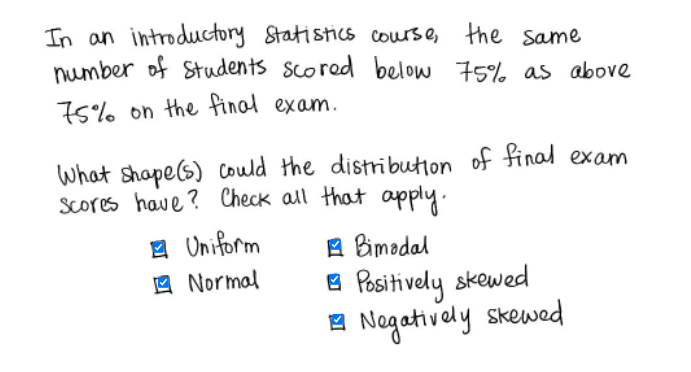 In an introductory statistics course, the same
number of students scored below 75% as above
75% on the final exam.
What shape(s) could the distribution of final exam
scores have? Check all that apply.
Uniform
Normal
Bimodal
Positively skewed
Negatively skewed